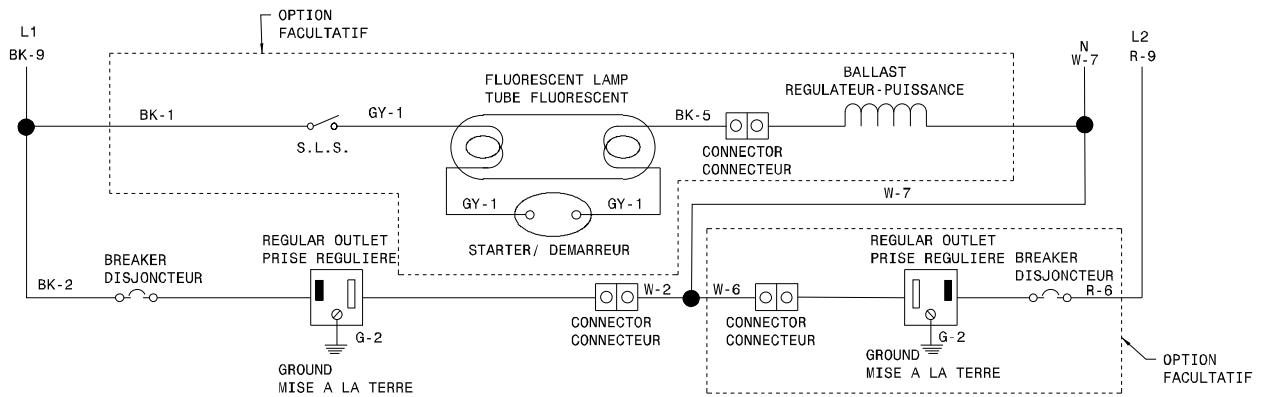 OPTION
FACULTATIF
L1
BK-9
N
W-7
L2
R-9
FLUORESCENT LAMP
TUBE FLUORESCENT
BALLAST
REGULATEUR-PUISSANCE
BK-1
S.L.S.
GY-1
BK-5
CONNECTOR
CONNECTEUR
GY-1
GY-1
STARTER/ DEMARREUR
W-7
BK-2
BREAKER
DISJONCTEUR
REGULAR OUTLET
PRISE REGULIERE
G-2
GROUND
MISE A LA TERRE
CONNECTOR
CONNECTEUR
W-2
W-6
CONNECTOR
CONNECTEUR
REGULAR OUTLET
PRISE REGULIERE
BREAKER
DISJONCTEUR
R-6
G-2
GROUND
MISE A LA TERRE
OPTION
FACULTATIF